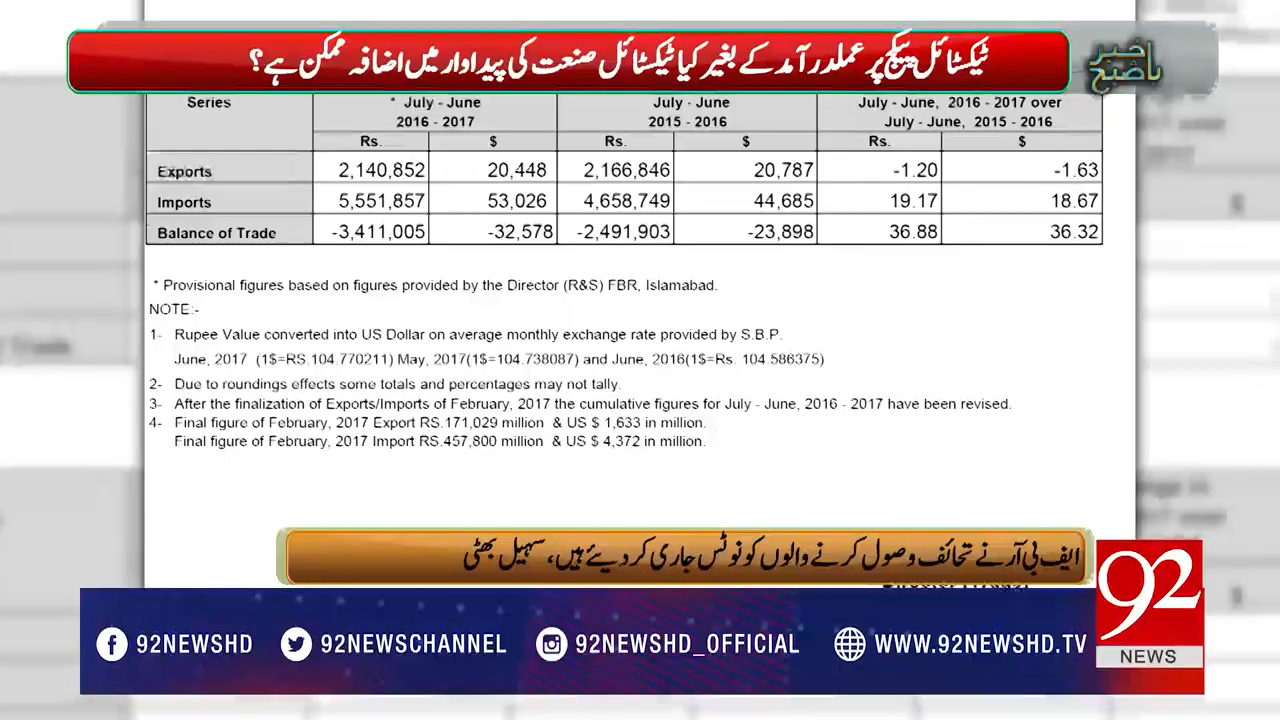 ٹیکسٹائل پیکج پر عملدرآمد کے بغیر کیا ٹیکسٹائل صنعت کی پیداوار میں اضافہ ممکن ہے؟
باخبر صبح
Series * July - June July - June July - June, 2016 - 2017 over
2016 - 2017 2015 - 2016 July - June, 2015 - 2016
Rs. $ Rs. $ Rs. $
Exports 2,140,852 20,448 2,166,846 20,787 -1.20 -1.63
Imports 5,551,857 53,026 4,658,749 44,685 19.17 18.67
Balance of Trade -3,411,005 -32,578 -2,491,903 -23,898 36.88 36.32
* Provisional figures based on figures provided by the Director (R&S) FBR, Islamabad.
NOTE:-
1- Rupee Value converted into US Dollar on average monthly exchange rate provided by S.B.P.
June, 2017 (1$=RS.104.770211) May, 2017(1$=104.738087) and June, 2016(1$=Rs. 104.586375)
2- Due to roundings effects some totals and percentages may not tally.
3- After the finalization of Exports/Imports of February, 2017 the cumulative figures for July - June, 2016 - 2017 have been revised.
4- Final figure of February, 2017 Export RS.171,029 million & US $ 1,633 in million.
Final figure of February, 2017 Import RS.457,800 million & US $ 4,372 in million.
ایف بی آر نے تحائف وصول کرنے والوں کو نوٹس جاری کر دیئے ہیں، سہیل بھٹی
92NEWSHD 92NEWSCHANNEL 92NEWSHD_OFFICIAL WWW.92NEWSHD.TV
92
NEWS